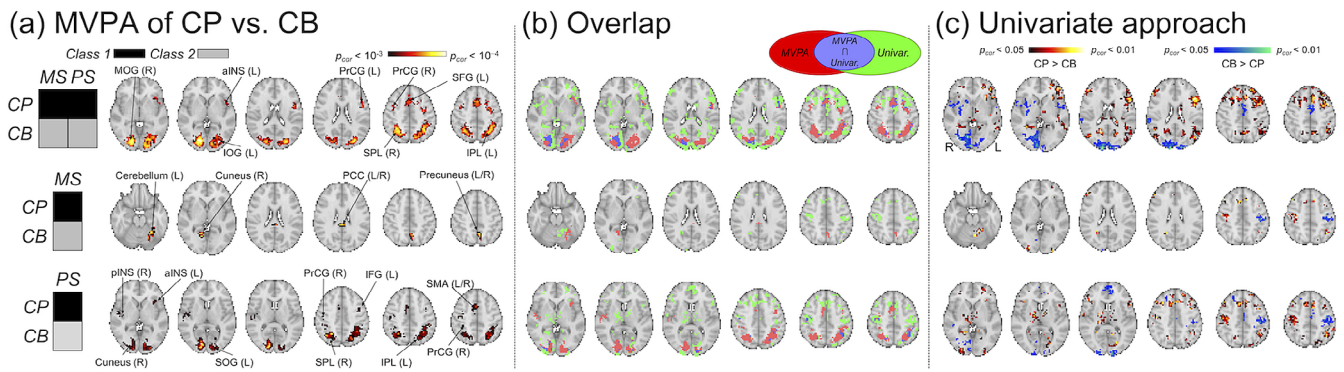 (a) MVPA of CP vs. CB
Class 1 Class 2
p_cor < 10^-3 p_cor < 10^-4
MS PS
CP
CB
MOG (R) aINS (L) PrCG (L) PrCG (R) SFG (L)
IOG (L) SPL (R) IPL (L)
MS
CP
CB
Cerebellum (L) Cuneus (R) PCC (L/R) Precuneus (L/R)
PS
CP
CB
pINS (R) aINS (L) PrCG (R) IFG (L) SMA (L/R)
Cuneus (R) SOG (L) SPL (R) IPL (L) PrCG (R)
(b) Overlap
MVPA MVPA ∩ Univar. Univar.
(c) Univariate approach
p_cor < 0.05 p_cor < 0.01 p_cor < 0.05 p_cor < 0.01
CP > CB CB > CP
R L